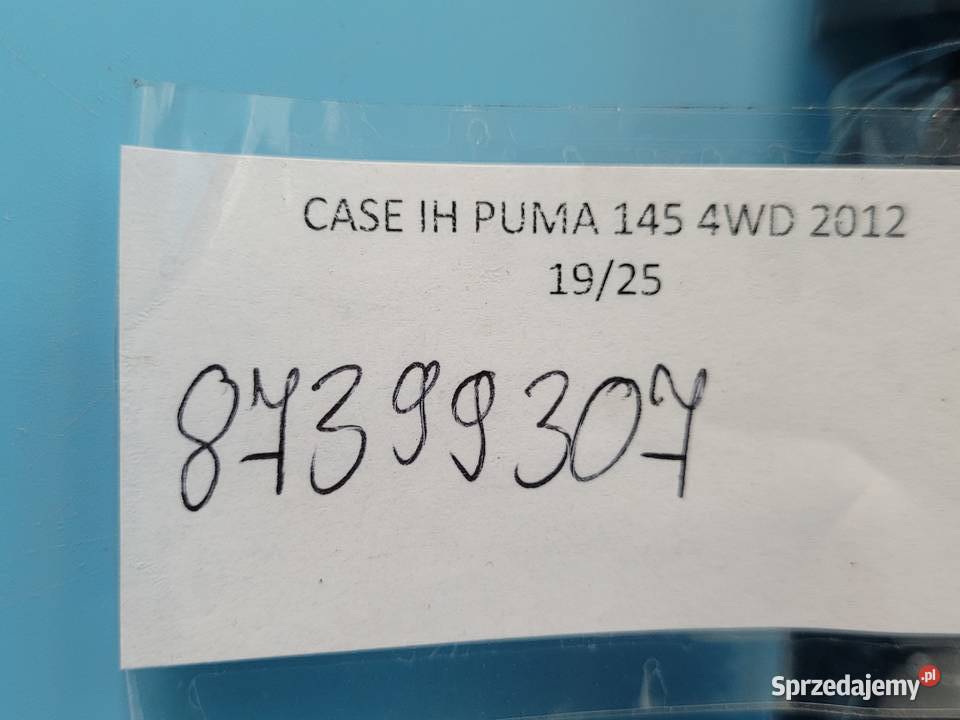 CASE IH PUMA 145 4WD 2012
19/25
87399307
Sprzedajemy.pl